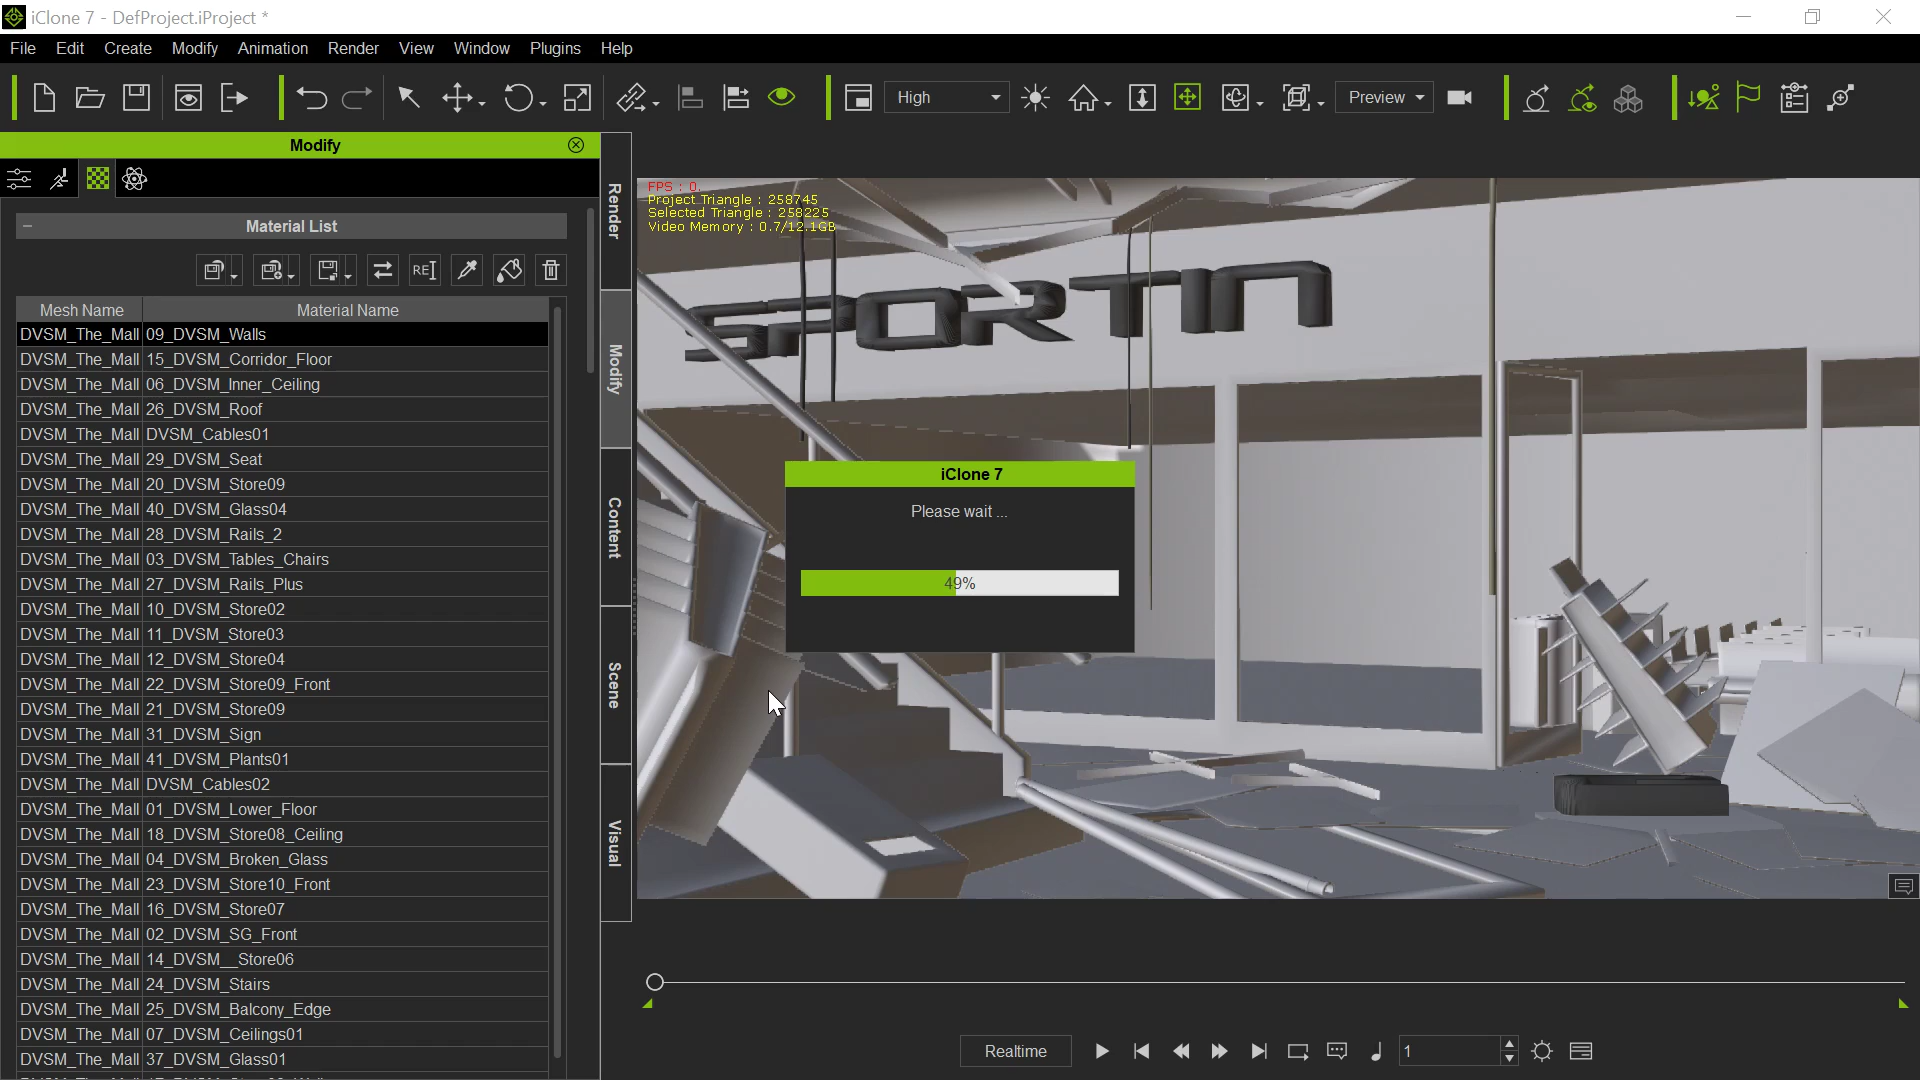 iClone 7 - DefProject.iProject *
File Edit Create Modify Animation Render View Window Plugins Help
High
Preview
Modify
Material List
REI
Mesh Name Material Name
DVSM_The_Mall 09_DVSM_Walls
DVSM_The_Mall 15_DVSM_Corridor_Floor
DVSM_The_Mall 06_DVSM_Inner_Ceiling
DVSM_The_Mall 26_DVSM_Roof
DVSM_The_Mall DVSM_Cables01
DVSM_The_Mall 29_DVSM_Seat
DVSM_The_Mall 20_DVSM_Store09
DVSM_The_Mall 40_DVSM_Glass04
DVSM_The_Mall 28_DVSM_Rails_2
DVSM_The_Mall 03_DVSM_Tables_Chairs
DVSM_The_Mall 27_DVSM_Rails_Plus
DVSM_The_Mall 10_DVSM_Store02
DVSM_The_Mall 11_DVSM_Store03
DVSM_The_Mall 12_DVSM_Store04
DVSM_The_Mall 22_DVSM_Store09_Front
DVSM_The_Mall 21_DVSM_Store09
DVSM_The_Mall 31_DVSM_Sign
DVSM_The_Mall 41_DVSM_Plants01
DVSM_The_Mall DVSM_Cables02
DVSM_The_Mall 01_DVSM_Lower_Floor
DVSM_The_Mall 18_DVSM_Store08_Ceiling
DVSM_The_Mall 04_DVSM_Broken_Glass
DVSM_The_Mall 23_DVSM_Store10_Front
DVSM_The_Mall 16_DVSM_Store07
DVSM_The_Mall 02_DVSM_SG_Front
DVSM_The_Mall 14_DVSM__Store06
DVSM_The_Mall 24_DVSM_Stairs
DVSM_The_Mall 25_DVSM_Balcony_Edge
DVSM_The_Mall 07_DVSM_Ceilings01
DVSM_The_Mall 37_DVSM_Glass01
Render
Modify
Content
Scene
Visual
FPS : 0.
Project Triangle : 258745
Selected Triangle : 258225
Video Memory : 0.7/12.1GB
SPORTIN
iClone 7
Please wait ...
49%
Realtime
1